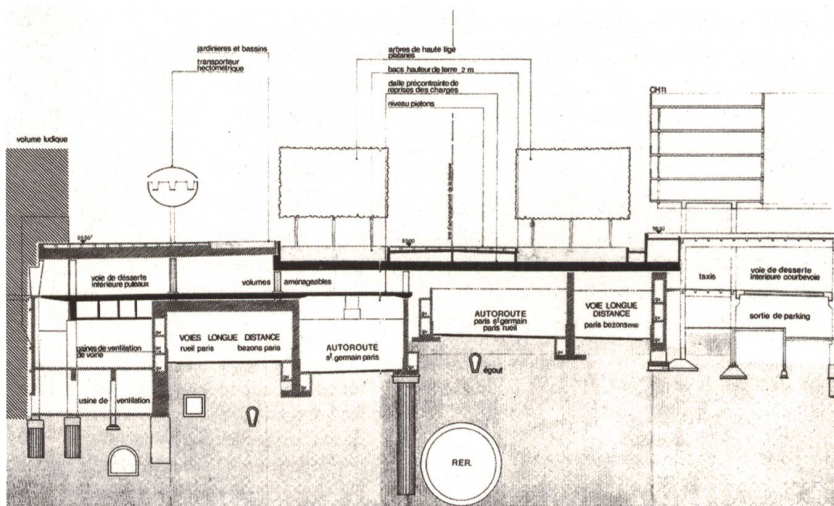 jardinieres et bassins
transporteur
hectométrique
arbres de haute tige
platanes
bacs hauteur de terre 2 m
dalle précontrainte de
reprises des charges
niveau piétons
CH11
volume ludique
voie de désserte
intérieure puteaux
volumes aménageables
taxis
voie de desserte
intérieure courbevoie
gaines de ventilation
de voirie
VOIES LONGUE DISTANCE
rueil paris bezons paris
AUTOROUTE
st. germain paris
AUTOROUTE
paris st germain
paris rueil
VOIE LONGUE
DISTANCE
paris bezons
sortie de parking
égout
usine de ventilation
R.E.R.